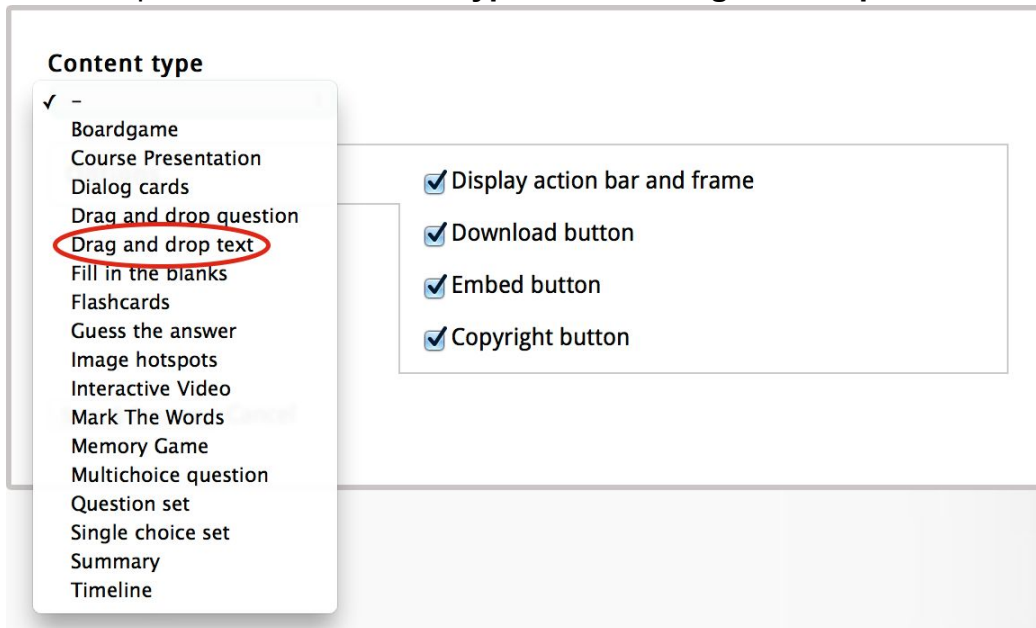 Content type
✓ –
Boardgame
Course Presentation
Dialog cards
Drag and drop question
Drag and drop text
Fill in the blanks
Flashcards
Guess the answer
Image hotspots
Interactive Video
Mark The Words
Memory Game
Multichoice question
Question set
Single choice set
Summary
Timeline
Display action bar and frame
Download button
Embed button
Copyright button
Cancel